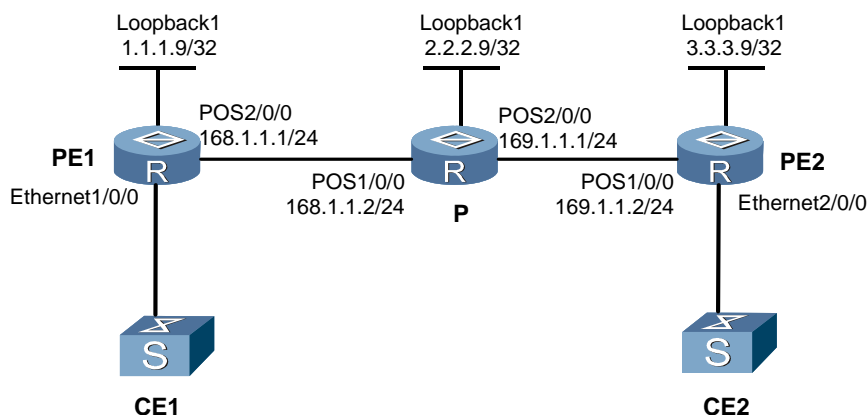 Loopback1
1.1.1.9/32
Loopback1
2.2.2.9/32
Loopback1
3.3.3.9/32
POS2/0/0
168.1.1.1/24
POS2/0/0
169.1.1.1/24
PE1
R
R
R
PE2
Ethernet1/0/0
POS1/0/0
168.1.1.2/24
P
POS1/0/0
169.1.1.2/24
Ethernet2/0/0
S
S
CE1
CE2